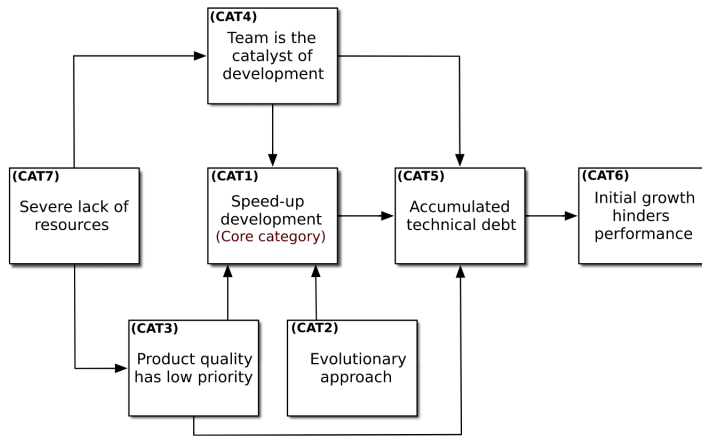 (CAT4)
Team is the
catalyst of
development
(CAT7)
Severe lack of
resources
(CAT1)
Speed-up
development
(Core category)
(CAT5)
Accumulated
technical debt
(CAT6)
Initial growth
hinders
performance
(CAT3)
Product quality
has low priority
(CAT2)
Evolutionary
approach